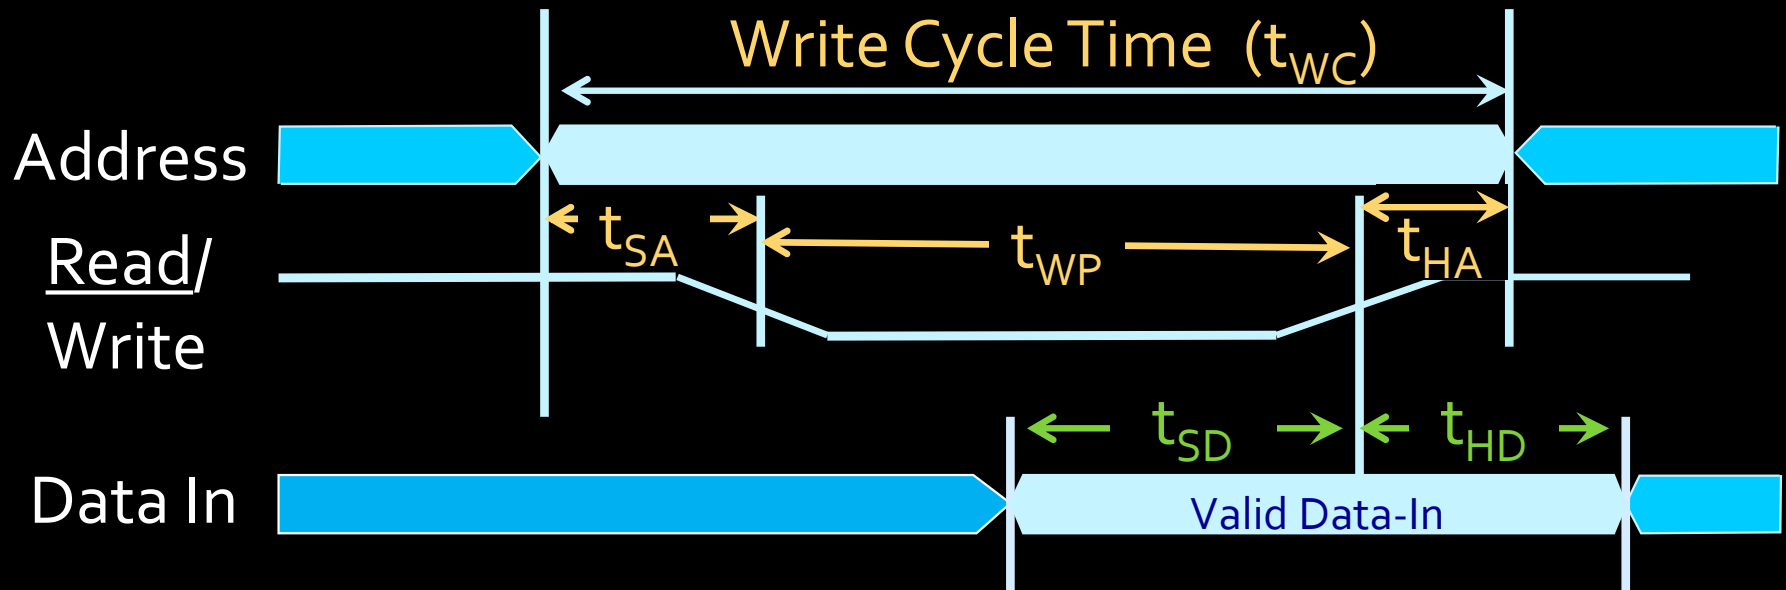 Write Cycle Time (tWC)
Address
tSA
tWP
tHA
Read/
Write
tSD
tHD
Data In
Valid Data-In